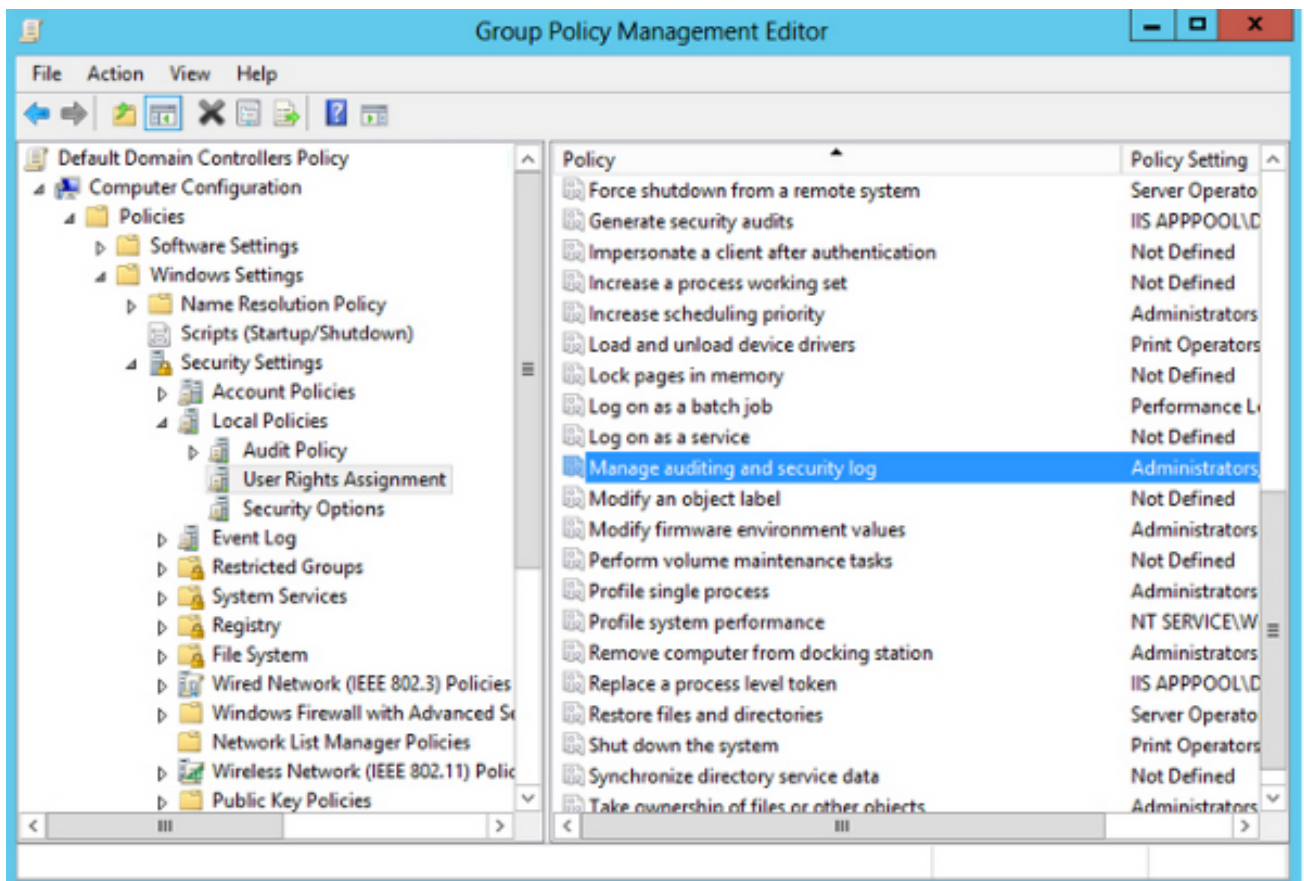 Group Policy Management Editor
File Action View Help
Default Domain Controllers Policy
Computer Configuration
Policies
Software Settings
Windows Settings
Name Resolution Policy
Scripts (Startup/Shutdown)
Security Settings
Account Policies
Local Policies
Audit Policy
User Rights Assignment
Security Options
Event Log
Restricted Groups
System Services
Registry
File System
Wired Network (IEEE 802.3) Policies
Windows Firewall with Advanced Se
Network List Manager Policies
Wireless Network (IEEE 802.11) Polic
Public Key Policies
Policy Policy Setting
Force shutdown from a remote system Server Operato
Generate security audits IIS APPPOOL\D
Impersonate a client after authentication Not Defined
Increase a process working set Not Defined
Increase scheduling priority Administrators
Load and unload device drivers Print Operators
Lock pages in memory Not Defined
Log on as a batch job Performance L
Log on as a service Not Defined
Manage auditing and security log Administrators,
Modify an object label Not Defined
Modify firmware environment values Administrators
Perform volume maintenance tasks Not Defined
Profile single process Administrators
Profile system performance NT SERVICE\W
Remove computer from docking station Administrators
Replace a process level token IIS APPPOOL\D
Restore files and directories Server Operato
Shut down the system Print Operators
Synchronize directory service data Not Defined
Take ownership of files or other objects Administrators